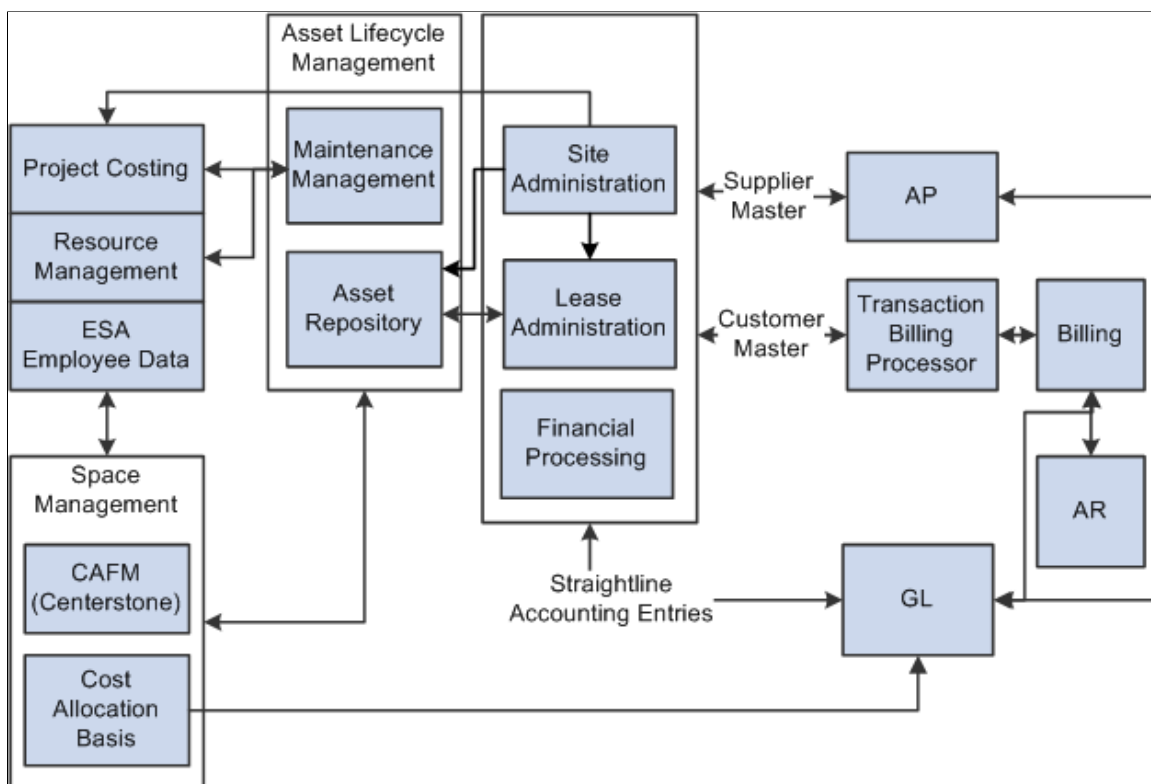 Asset Lifecycle
Management
Project Costing
Maintenance
Management
Site
Administration
Supplier
Master
AP
Resource
Management
Asset
Repository
Lease
Administration
Customer
Master
Transaction
Billing
Processor
Billing
ESA
Employee Data
Financial
Processing
Space
Management
AR
CAFM
(Centerstone)
Straightline
Accounting Entries
GL
Cost
Allocation
Basis